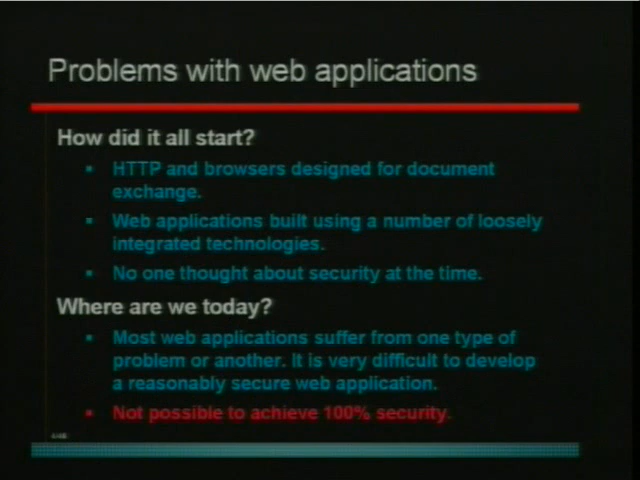 Problems with web applications
How did it all start?
HTTP and browsers designed for document
exchange.
Web applications built using a number of loosely
integrated technologies.
No one thought about security at the time.
Where are we today?
Most web applications suffer from one type of
problem or another. It is very difficult to develop
a reasonably secure web application.
Not possible to achieve 100% security.